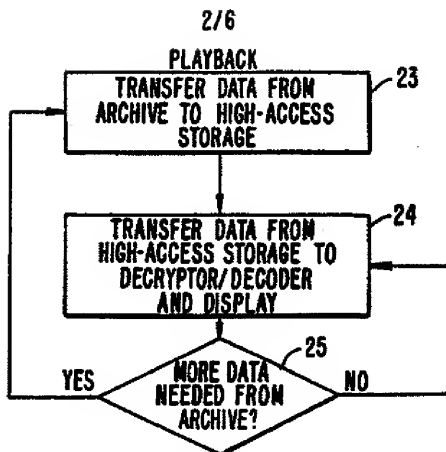 2/6
PLAYBACK
TRANSFER DATA FROM
ARCHIVE TO HIGH-ACCESS
STORAGE
23
TRANSFER DATA FROM
HIGH-ACCESS STORAGE TO
DECRYPTOR/DECODER
AND DISPLAY
24
25
YES
MORE DATA
NEEDED FROM
ARCHIVE?
NO